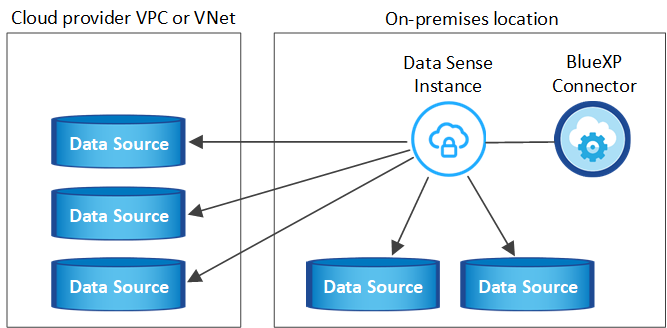 Cloud provider VPC or VNet
On-premises location
Data Sense
Instance
BlueXP
Connector
Data Source
Data Source
Data Source
Data Source
Data Source